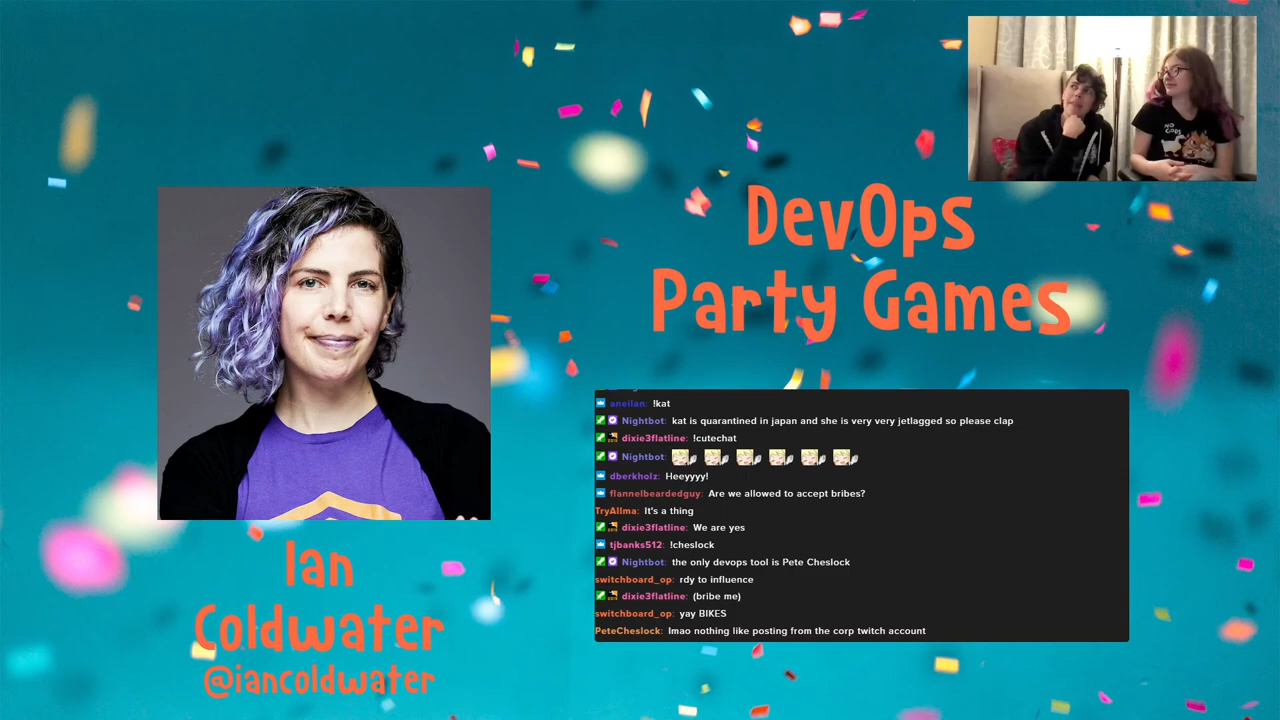 NO
GODS
DevOps
Party Games
aneilan: !kat
Nightbot: kat is quarantined in japan and she is very very jetlagged so please clap
dixie3flatline: !cutechat
Nightbot:
dberkholz: Heeyyyy!
flannelbeardedguy: Are we allowed to accept bribes?
TryAllma: It's a thing
dixie3flatline: We are yes
tjbanks512: !cheslock
Nightbot: the only devops tool is Pete Cheslock
switchboard_op: rdy to influence
dixie3flatline: (bribe me)
switchboard_op: yay BIKES
PeteCheslock: lmao nothing like posting from the corp twitch account
Ian
Coldwater
@iancoldwater